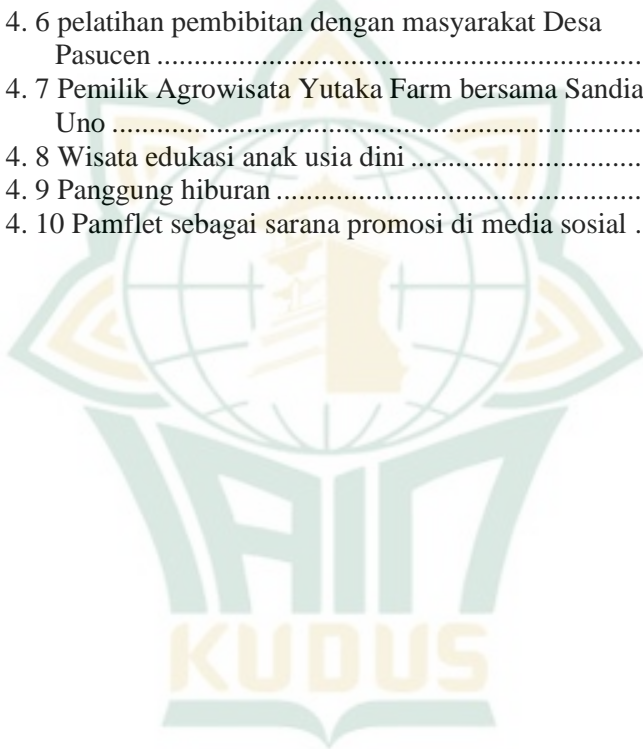 4. 6 pelatihan pembibitan dengan masyarakat Desa
Pasucen ................................................................................
4. 7 Pemilik Agrowisata Yutaka Farm bersama Sandia
Uno .......................................................................................
4. 8 Wisata edukasi anak usia dini .......................................
4. 9 Panggung hiburan ............................................................
4. 10 Pamflet sebagai sarana promosi di media sosial .
IAIN
KUDUS